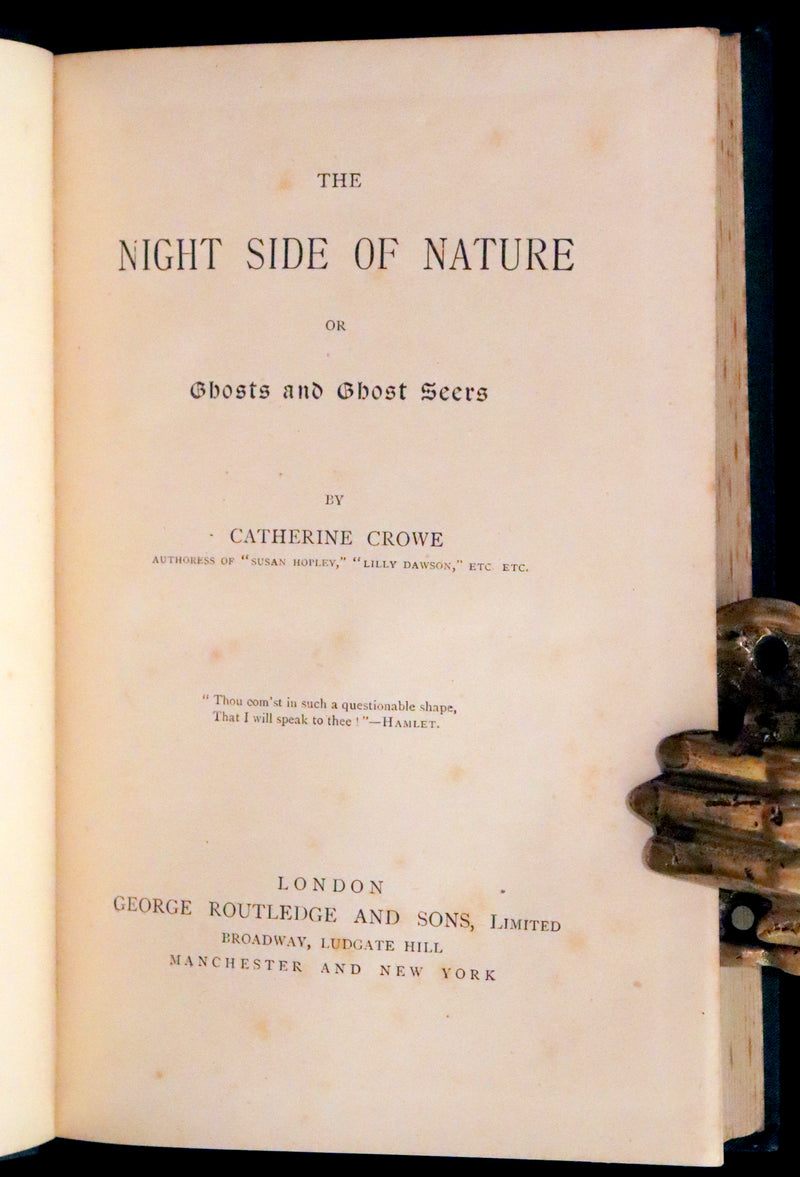 THE
NIGHT SIDE OF NATURE
OR
Ghosts and Ghost Seers
BY
CATHERINE CROWE
AUTHORESS OF "SUSAN HOPLEY," "LILLY DAWSON," ETC ETC.
"Thou com'st in such a questionable shape,
That I will speak to thee!"—HAMLET.
LONDON
GEORGE ROUTLEDGE AND SONS, LIMITED
BROADWAY, LUDGATE HILL
MANCHESTER AND NEW YORK